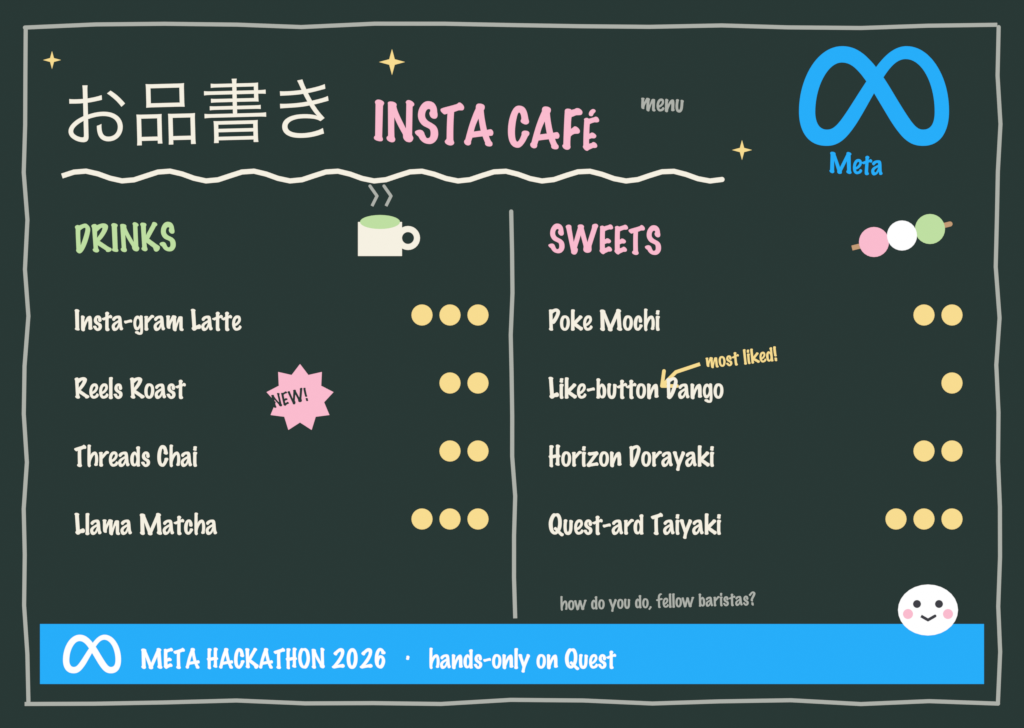 お品書き INSTA CAFÉ menu
Meta
DRINKS
Insta-gram Latte
Reels Roast NEW!
Threads Chai
Llama Matcha
SWEETS
Poke Mochi
most liked!
Like-button Dango
Horizon Dorayaki
Quest-ard Taiyaki
how do you do, fellow baristas?
META HACKATHON 2026 · hands-only on Quest